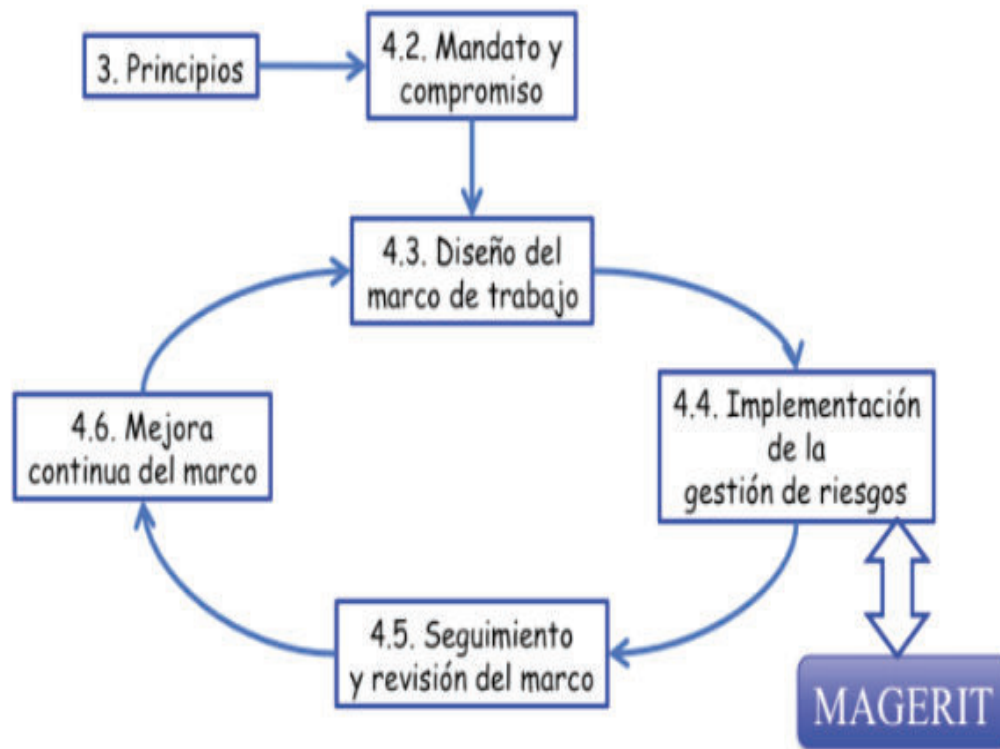 3. Principios
4.2. Mandato y
compromiso
4.3. Diseño del
marco de trabajo
4.4. Implementación
de la
gestión de riesgos
4.6. Mejora
continua del marco
4.5. Seguimiento
y revisión del marco
MAGERIT